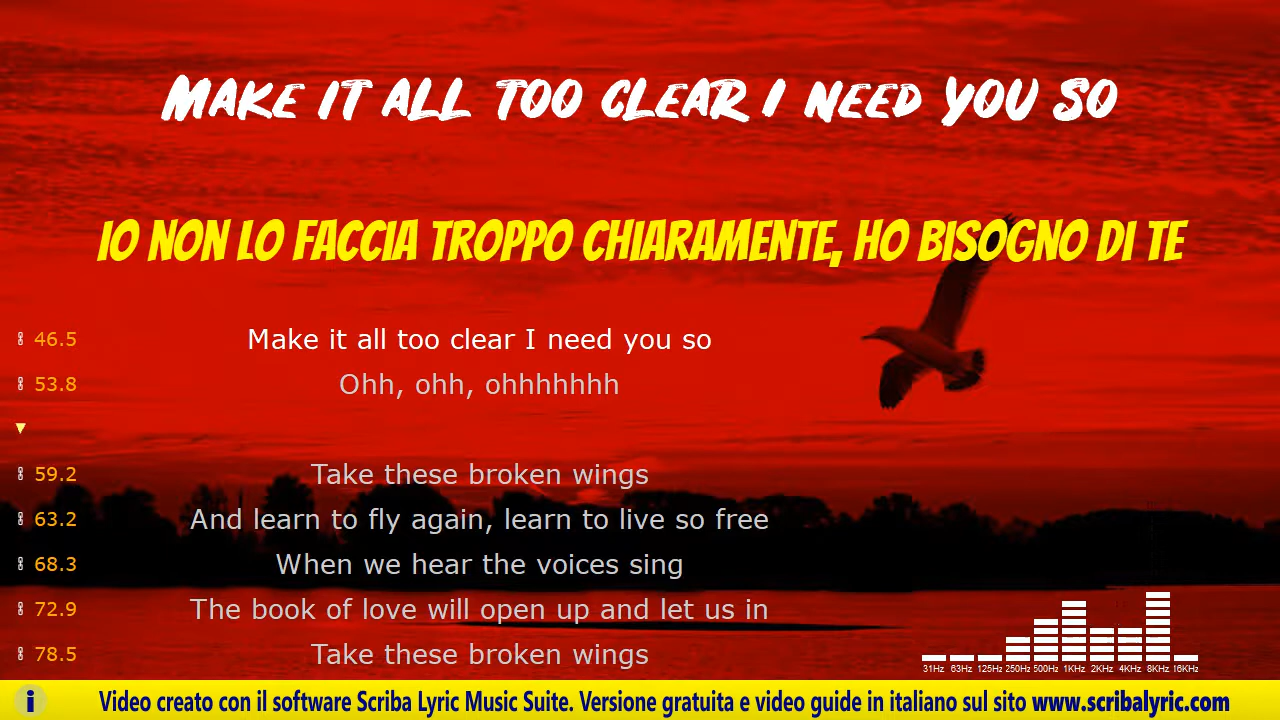 MAKE IT ALL TOO CLEAR I NEED YOU SO
IO NON LO FACCIA TROPPO CHIARAMENTE, HO BISOGNO DI TE
46.5 Make it all too clear I need you so
53.8 Ohh, ohh, ohhhhhhh
59.2 Take these broken wings
63.2 And learn to fly again, learn to live so free
68.3 When we hear the voices sing
72.9 The book of love will open up and let us in
78.5 Take these broken wings
31Hz 63Hz 125Hz 250Hz 500Hz 1KHz 2KHz 4KHz 8KHz 16KHz
i Video creato con il software Scriba Lyric Music Suite. Versione gratuita e video guide in italiano sul sito www.scribalyric.com